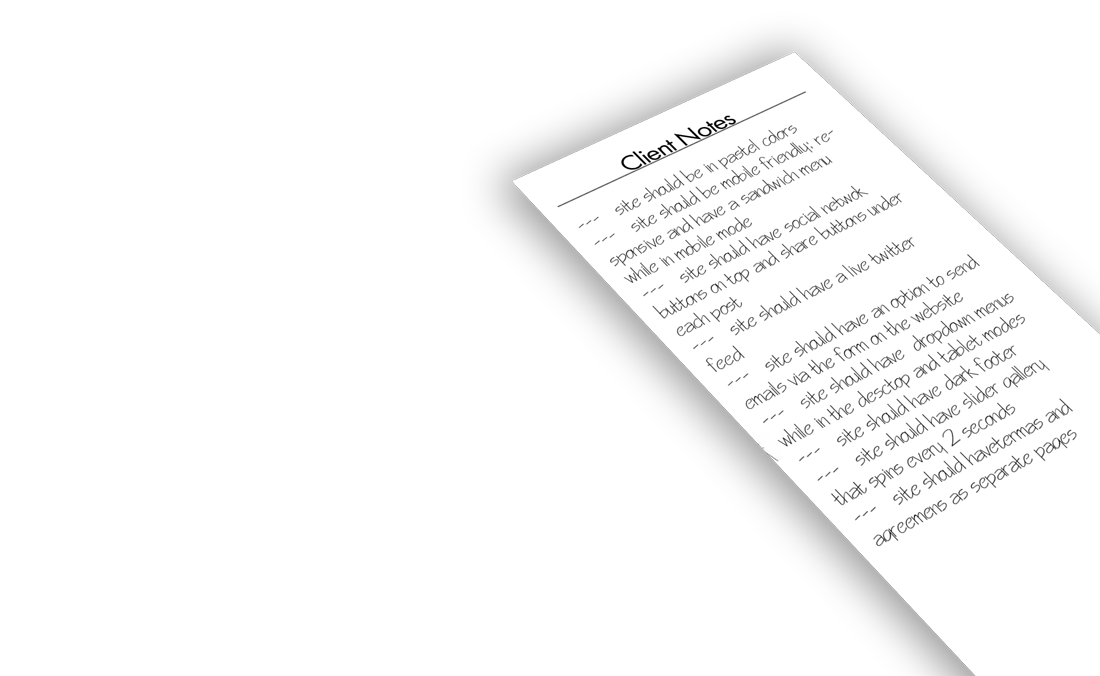 Client Notes
--- site should be in pastel colors
--- site should be mobile friendly; re-
sponsive and have a sandwich menu
while in mobile mode
--- site should have social netwok
buttons on top and share buttons under
each post
--- site should have a live twitter
feed
--- site should have an option to send
emails via the form on the website
--- site should have dropdown menus
while in the desctop and tablet modes
--- site should have dark footer
--- site should have slider gallery
that spins every 2 seconds
--- site should havetermas and
agreemens as separate pages